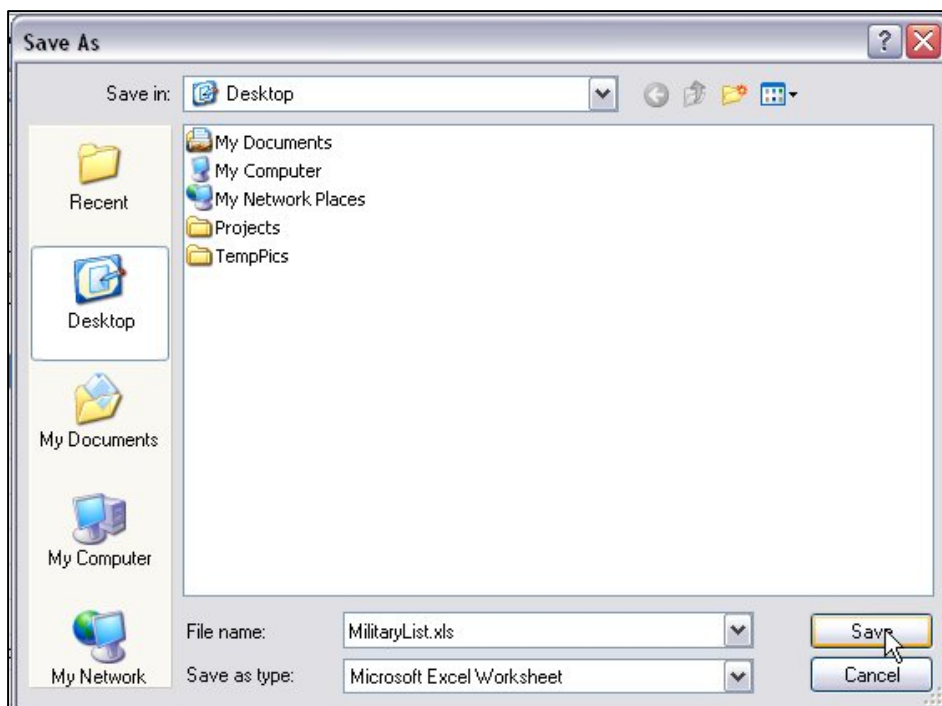 Save As
Save in: Desktop
My Documents
My Computer
My Network Places
Projects
TempPics
Recent
Desktop
My Documents
My Computer
My Network
File name: MilitaryList.xls
Save
Save as type: Microsoft Excel Worksheet
Cancel